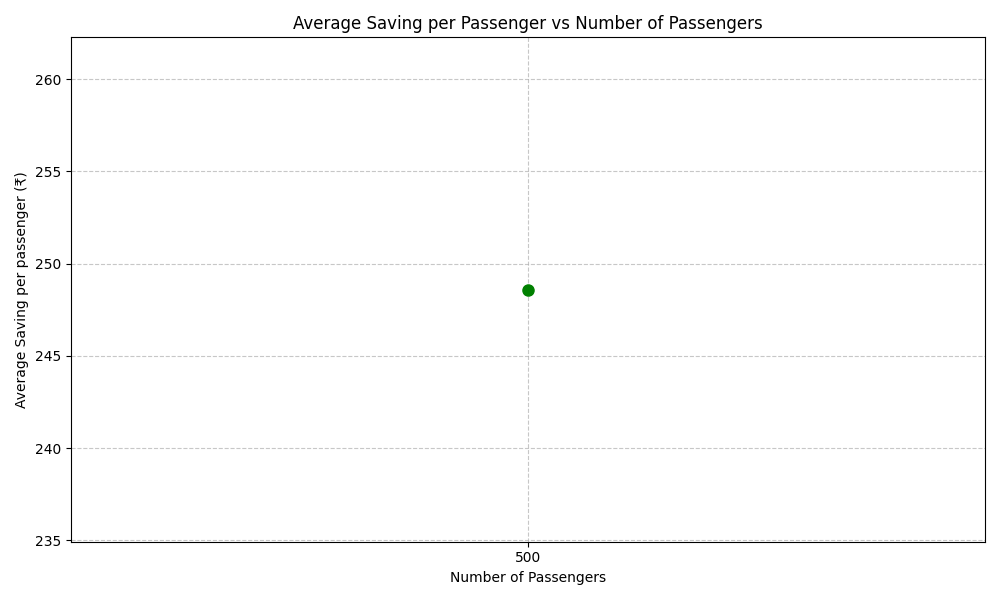 Average Saving per Passenger vs Number of Passengers
Average Saving per passenger (₹)
260
255
250
245
240
235
500
Number of Passengers